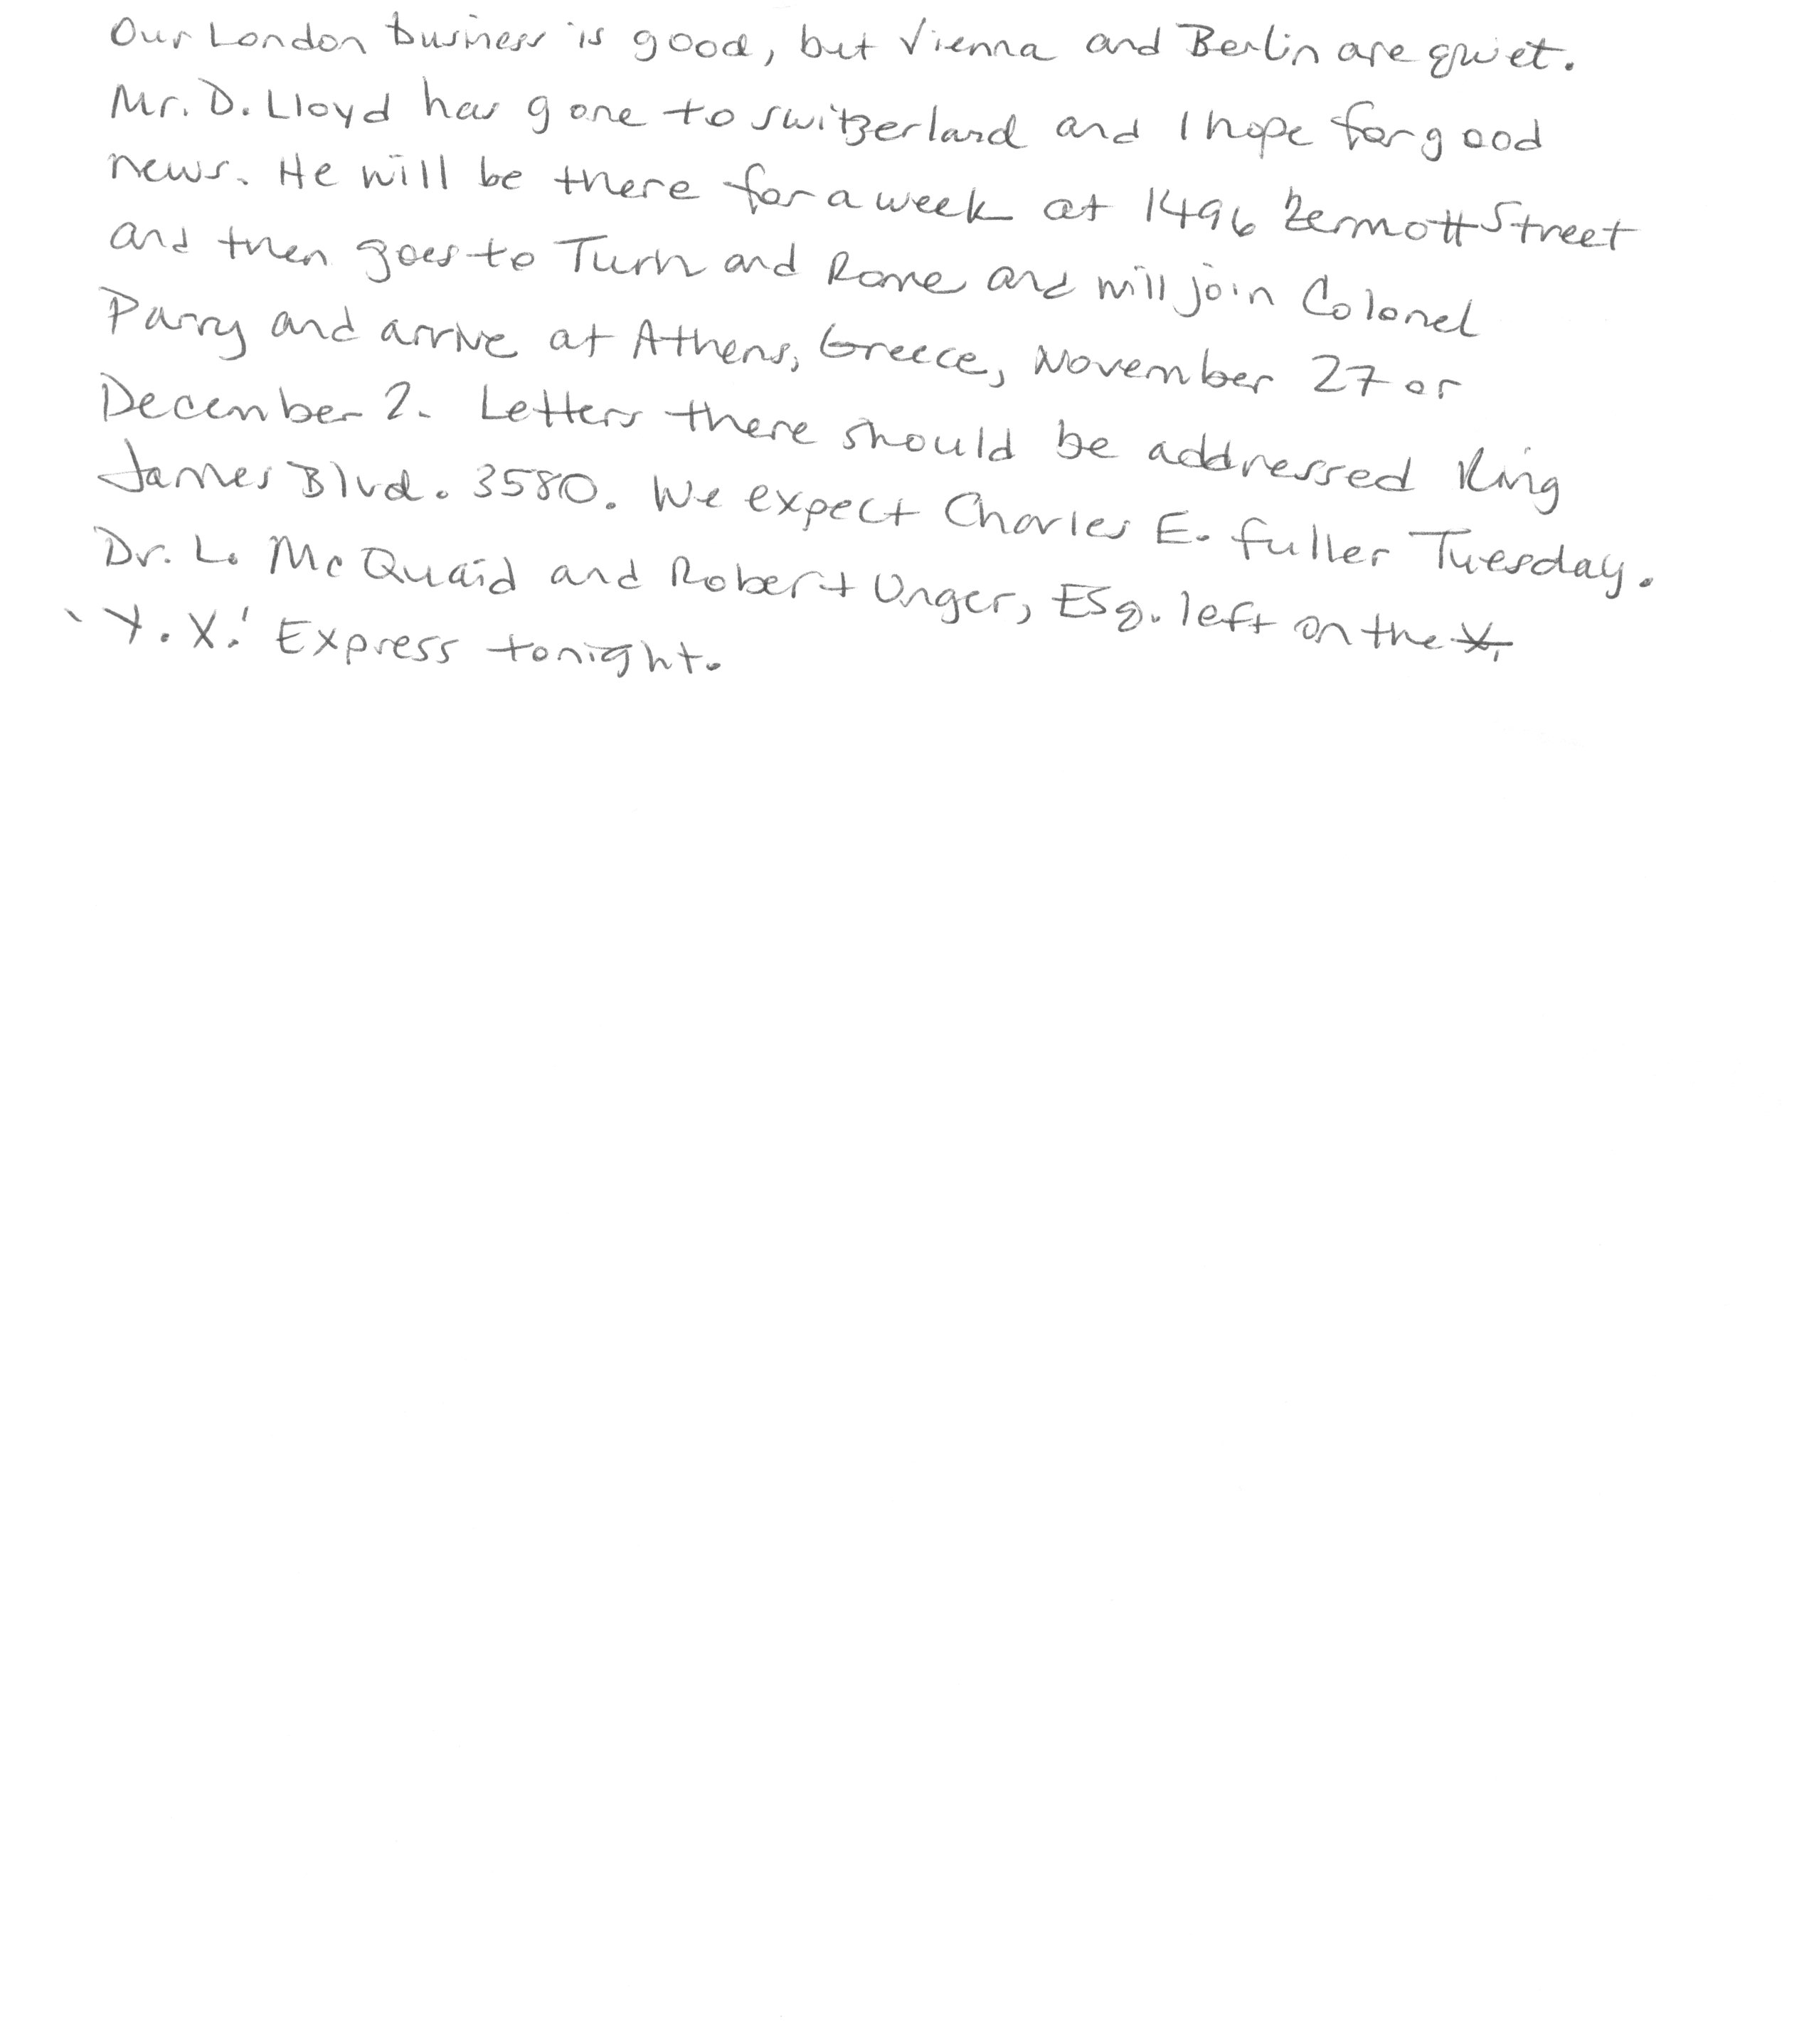 Our London business is good, but Vienna and Berlin are quiet.
Mr. D. Lloyd has gone to Switzerland and I hope for good
news. He will be there for a week at 1496 Zermott Street
and then goes to Turin and Rome and will join Colonel
Parry and arrive at Athens, Greece, November 27 or
December 2. Letters there should be addressed King
James Blvd. 3580. We expect Charles E. Fuller Tuesday.
Dr. L. McQuaid and Robert Unger, Esq. left on the
'Y. X.' Express tonight.